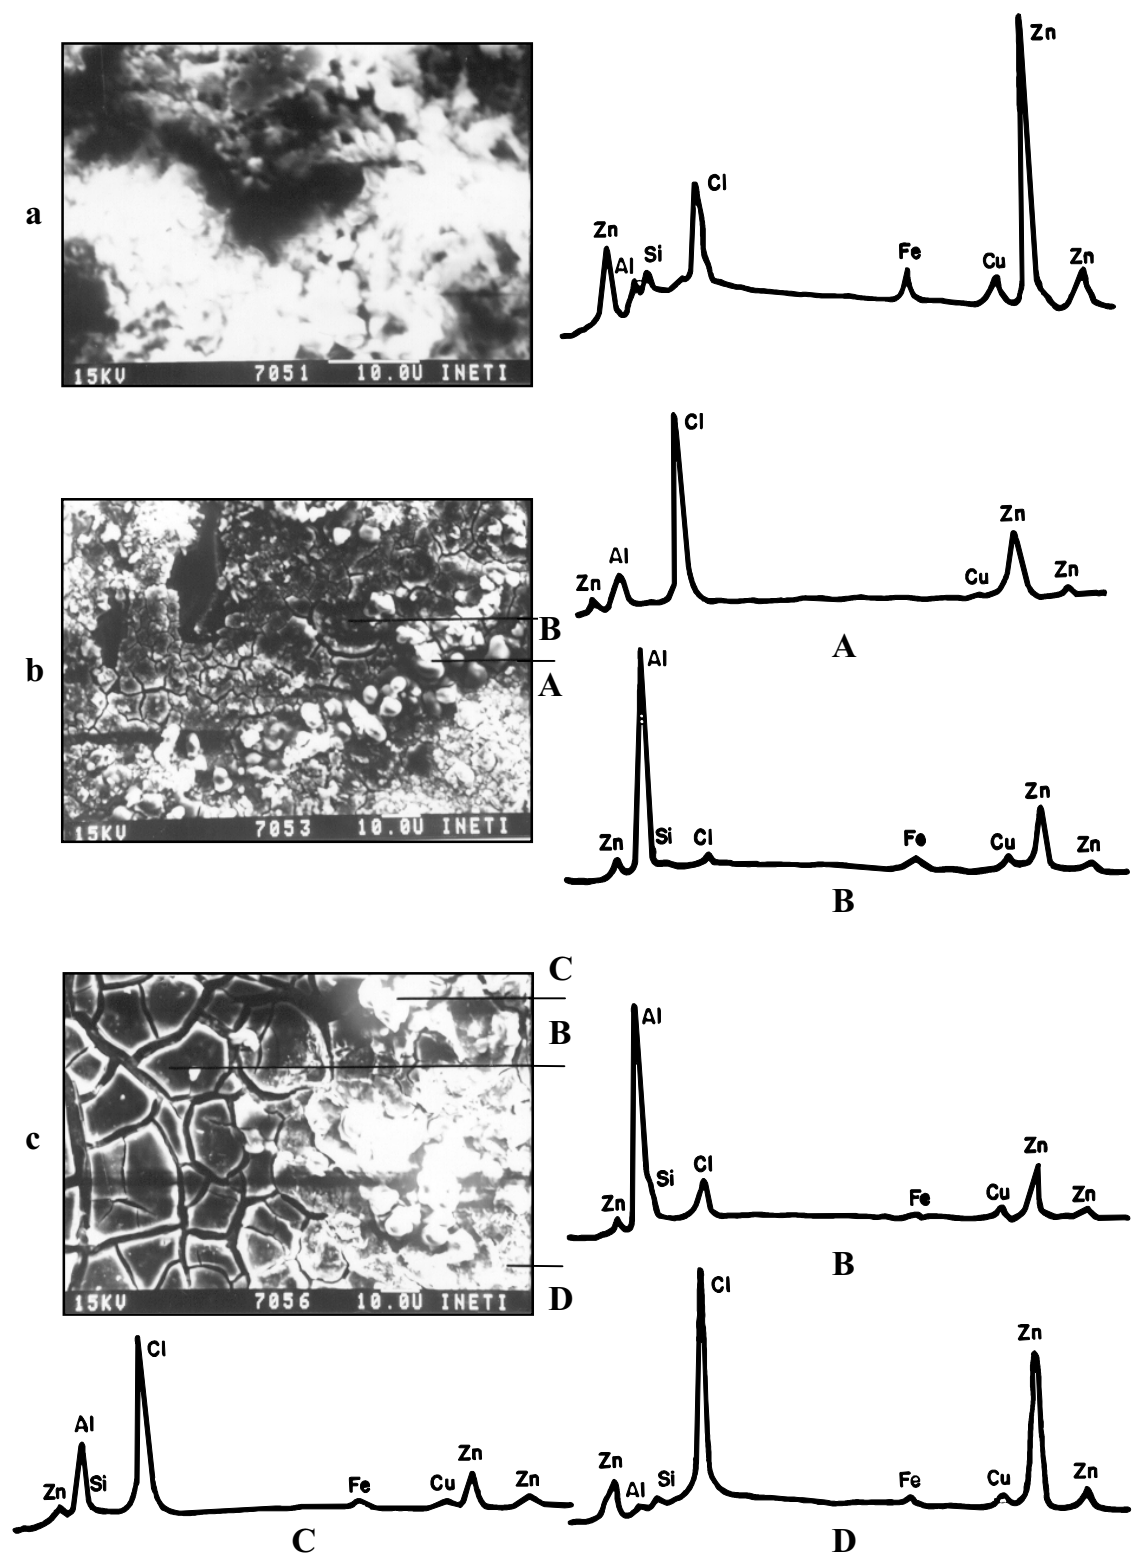 a
15KV 7051 10.0U INETI
Zn
Al
Si
Cl
Fe
Cu
Zn
Zn
b
B
A
15KV 7053 10.0U INETI
Zn
Al
Cl
Cu
Zn
Zn
A
Zn
Al
Si
Cl
Fe
Cu
Zn
Zn
B
c
C
B
D
15KV 7056 10.0U INETI
Zn
Al
Si
Cl
Fe
Cu
Zn
Zn
B
Zn
Al
Si
Cl
Fe
Cu
Zn
Zn
C
Zn
Al
Si
Cl
Fe
Cu
Zn
Zn
D